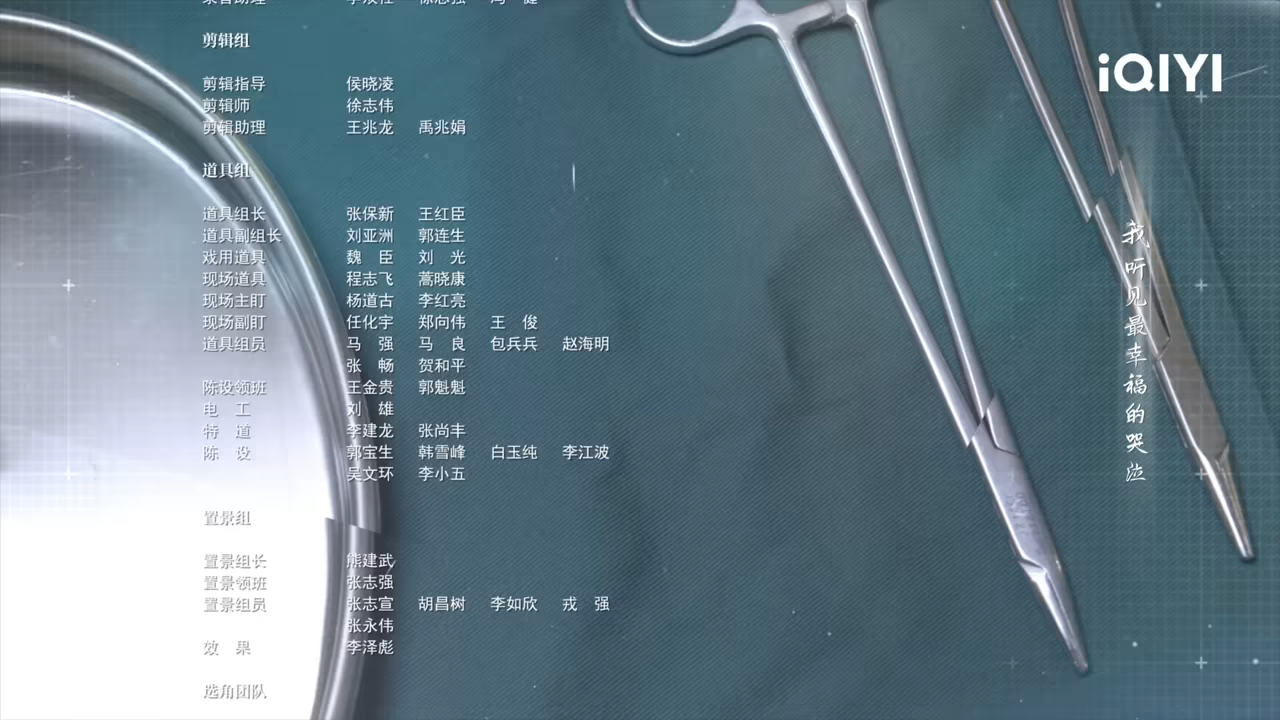 剪辑组
剪辑指导 侯晓凌
剪辑师 徐志伟
剪辑助理 王兆龙 禹兆娟
道具组
道具组长 张保新 王红臣
道具副组长 刘亚洲 郭连生
戏用道具 魏 臣 刘 光
现场道具 程志飞 蒿晓康
现场主盯 杨道古 李红亮
现场副盯 任化宇 郑向伟 王 俊
道具组员 马 强 马 良 包兵兵 赵海明
张 畅 贺和平
陈设领班 王金贵 郭魁魁
电 工 刘 雄
特 道 李建龙 张尚丰
陈 设 郭宝生 韩雪峰 白玉纯 李江波
吴文环 李小五
置景组
置景组长 熊建武
置景领班 张志强
置景组员 张志宣 胡昌树 李如欣 戎 强
张永伟
效 果 李泽彪
选角团队
iQIYI
我听见最幸福的哭泣